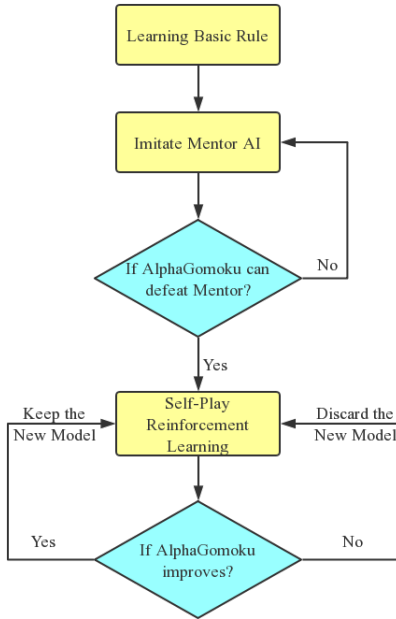 Learning Basic Rule
Imitate Mentor AI
If AlphaGomoku can
defeat Mentor?
No
Yes
Keep the
New Model
Self-Play
Reinforcement
Learning
Discard the
New Model
Yes
If AlphaGomoku
improves?
No